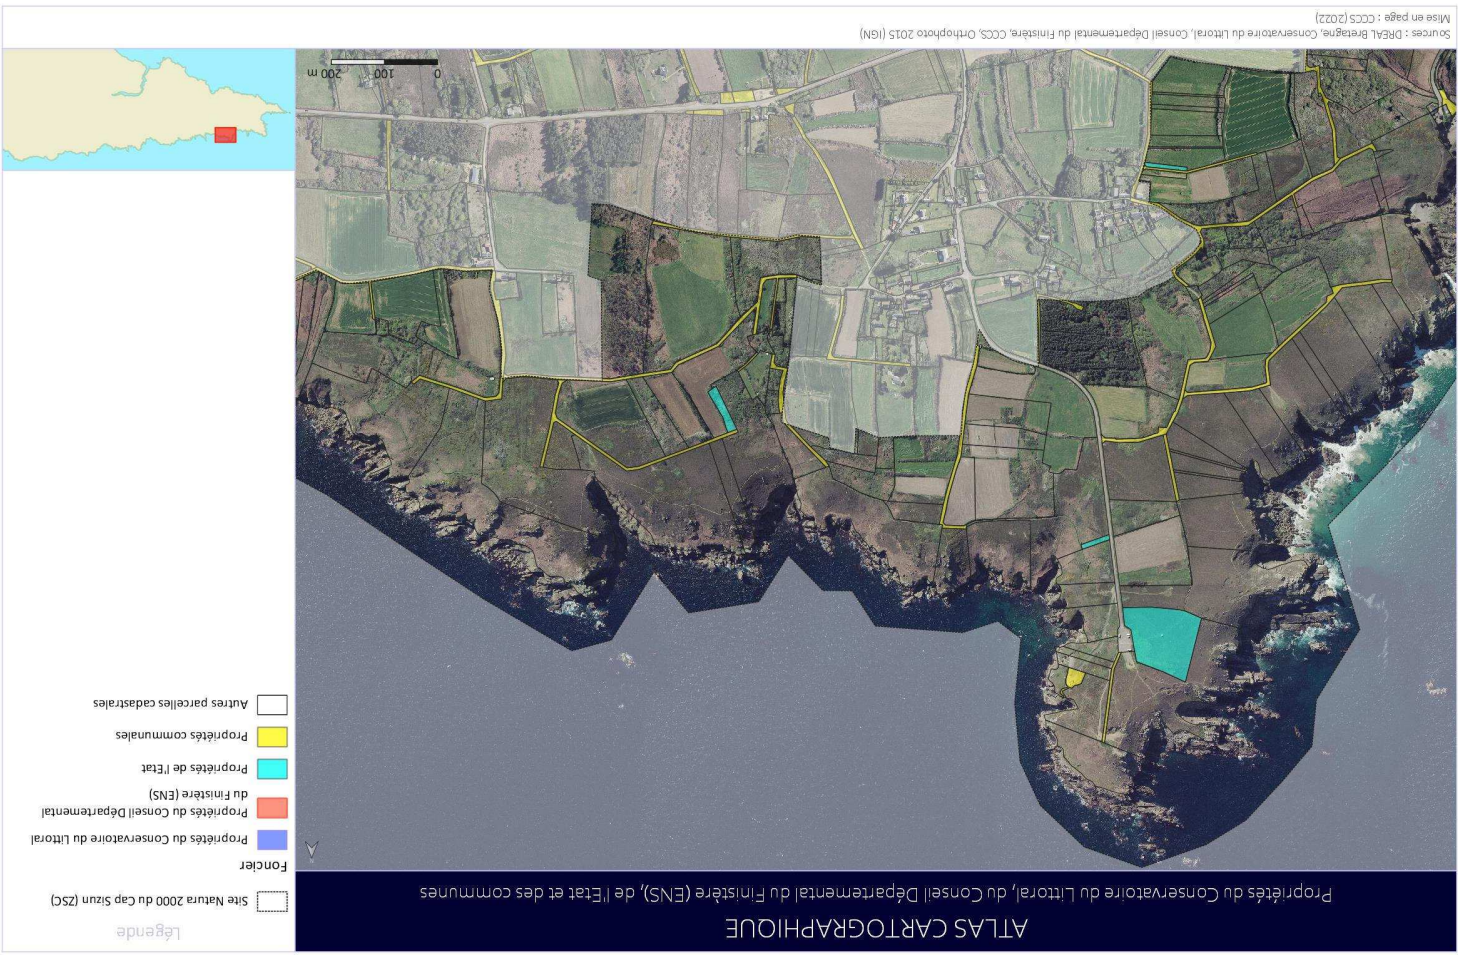 ATLAS CARTOGRAPHIQUE
Propriétés du Conservatoire du Littoral, du Conseil Départemental du Finistère (ENS), de l'Etat et des communes
Légende
Site Natura 2000 du Cap Sizun (ZSC)
Foncier
Propriétés du Conservatoire du Littoral
Propriétés du Conseil Départemental
du Finistère (ENS)
Propriétés de l'Etat
Propriétés communales
Autres parcelles cadastrales
0 100 200 m
Sources : DREAL Bretagne, Conservatoire du Littoral, Conseil Départemental du Finistère, CCCS, Orthophoto 2015 (IGN)
Mise en page : CCCS (2022)